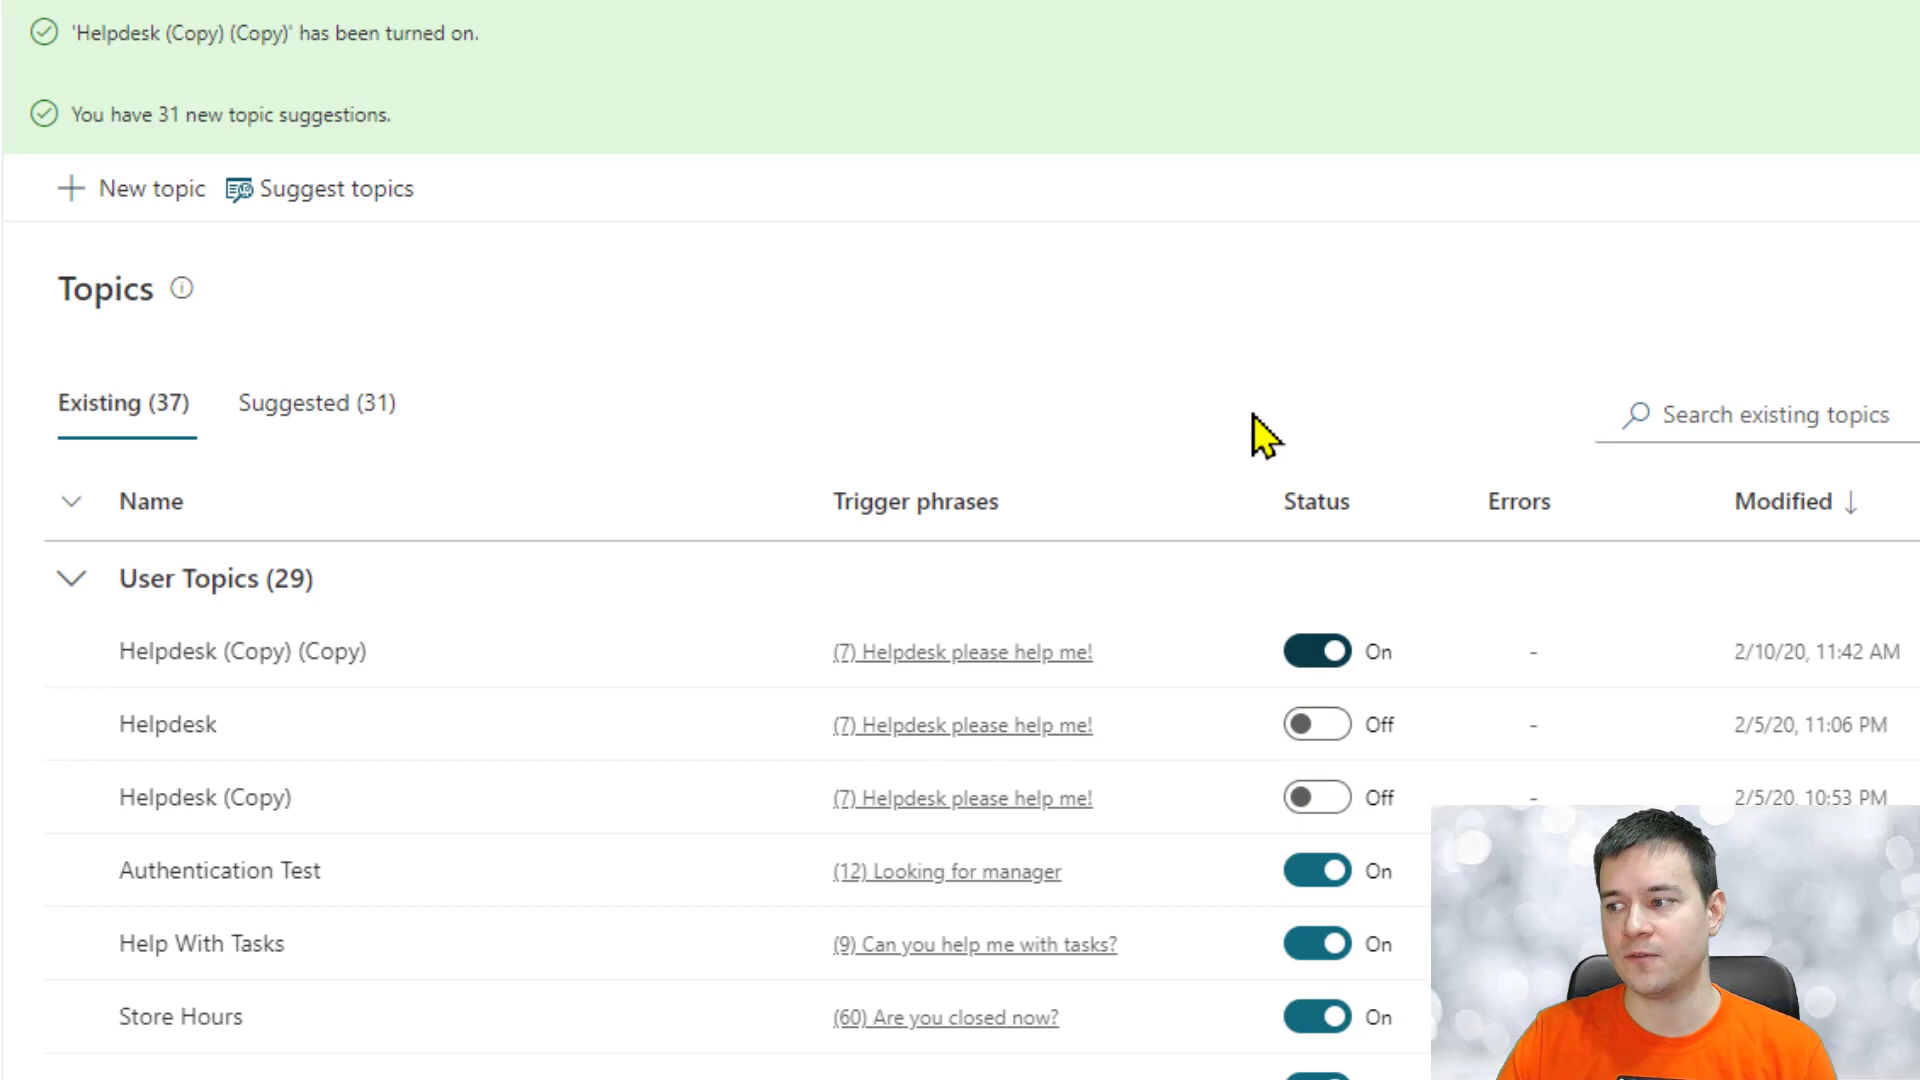 'Helpdesk (Copy) (Copy)' has been turned on.
You have 31 new topic suggestions.
New topic Suggest topics
Topics
Existing (37) Suggested (31)
Search existing topics
Name Trigger phrases Status Errors Modified
User Topics (29)
Helpdesk (Copy) (Copy) (7) Helpdesk please help me! On - 2/10/20, 11:42 AM
Helpdesk (7) Helpdesk please help me! Off - 2/5/20, 11:06 PM
Helpdesk (Copy) (7) Helpdesk please help me! Off - 2/5/20, 10:53 PM
Authentication Test (12) Looking for manager On
Help With Tasks (9) Can you help me with tasks? On
Store Hours (60) Are you closed now? On